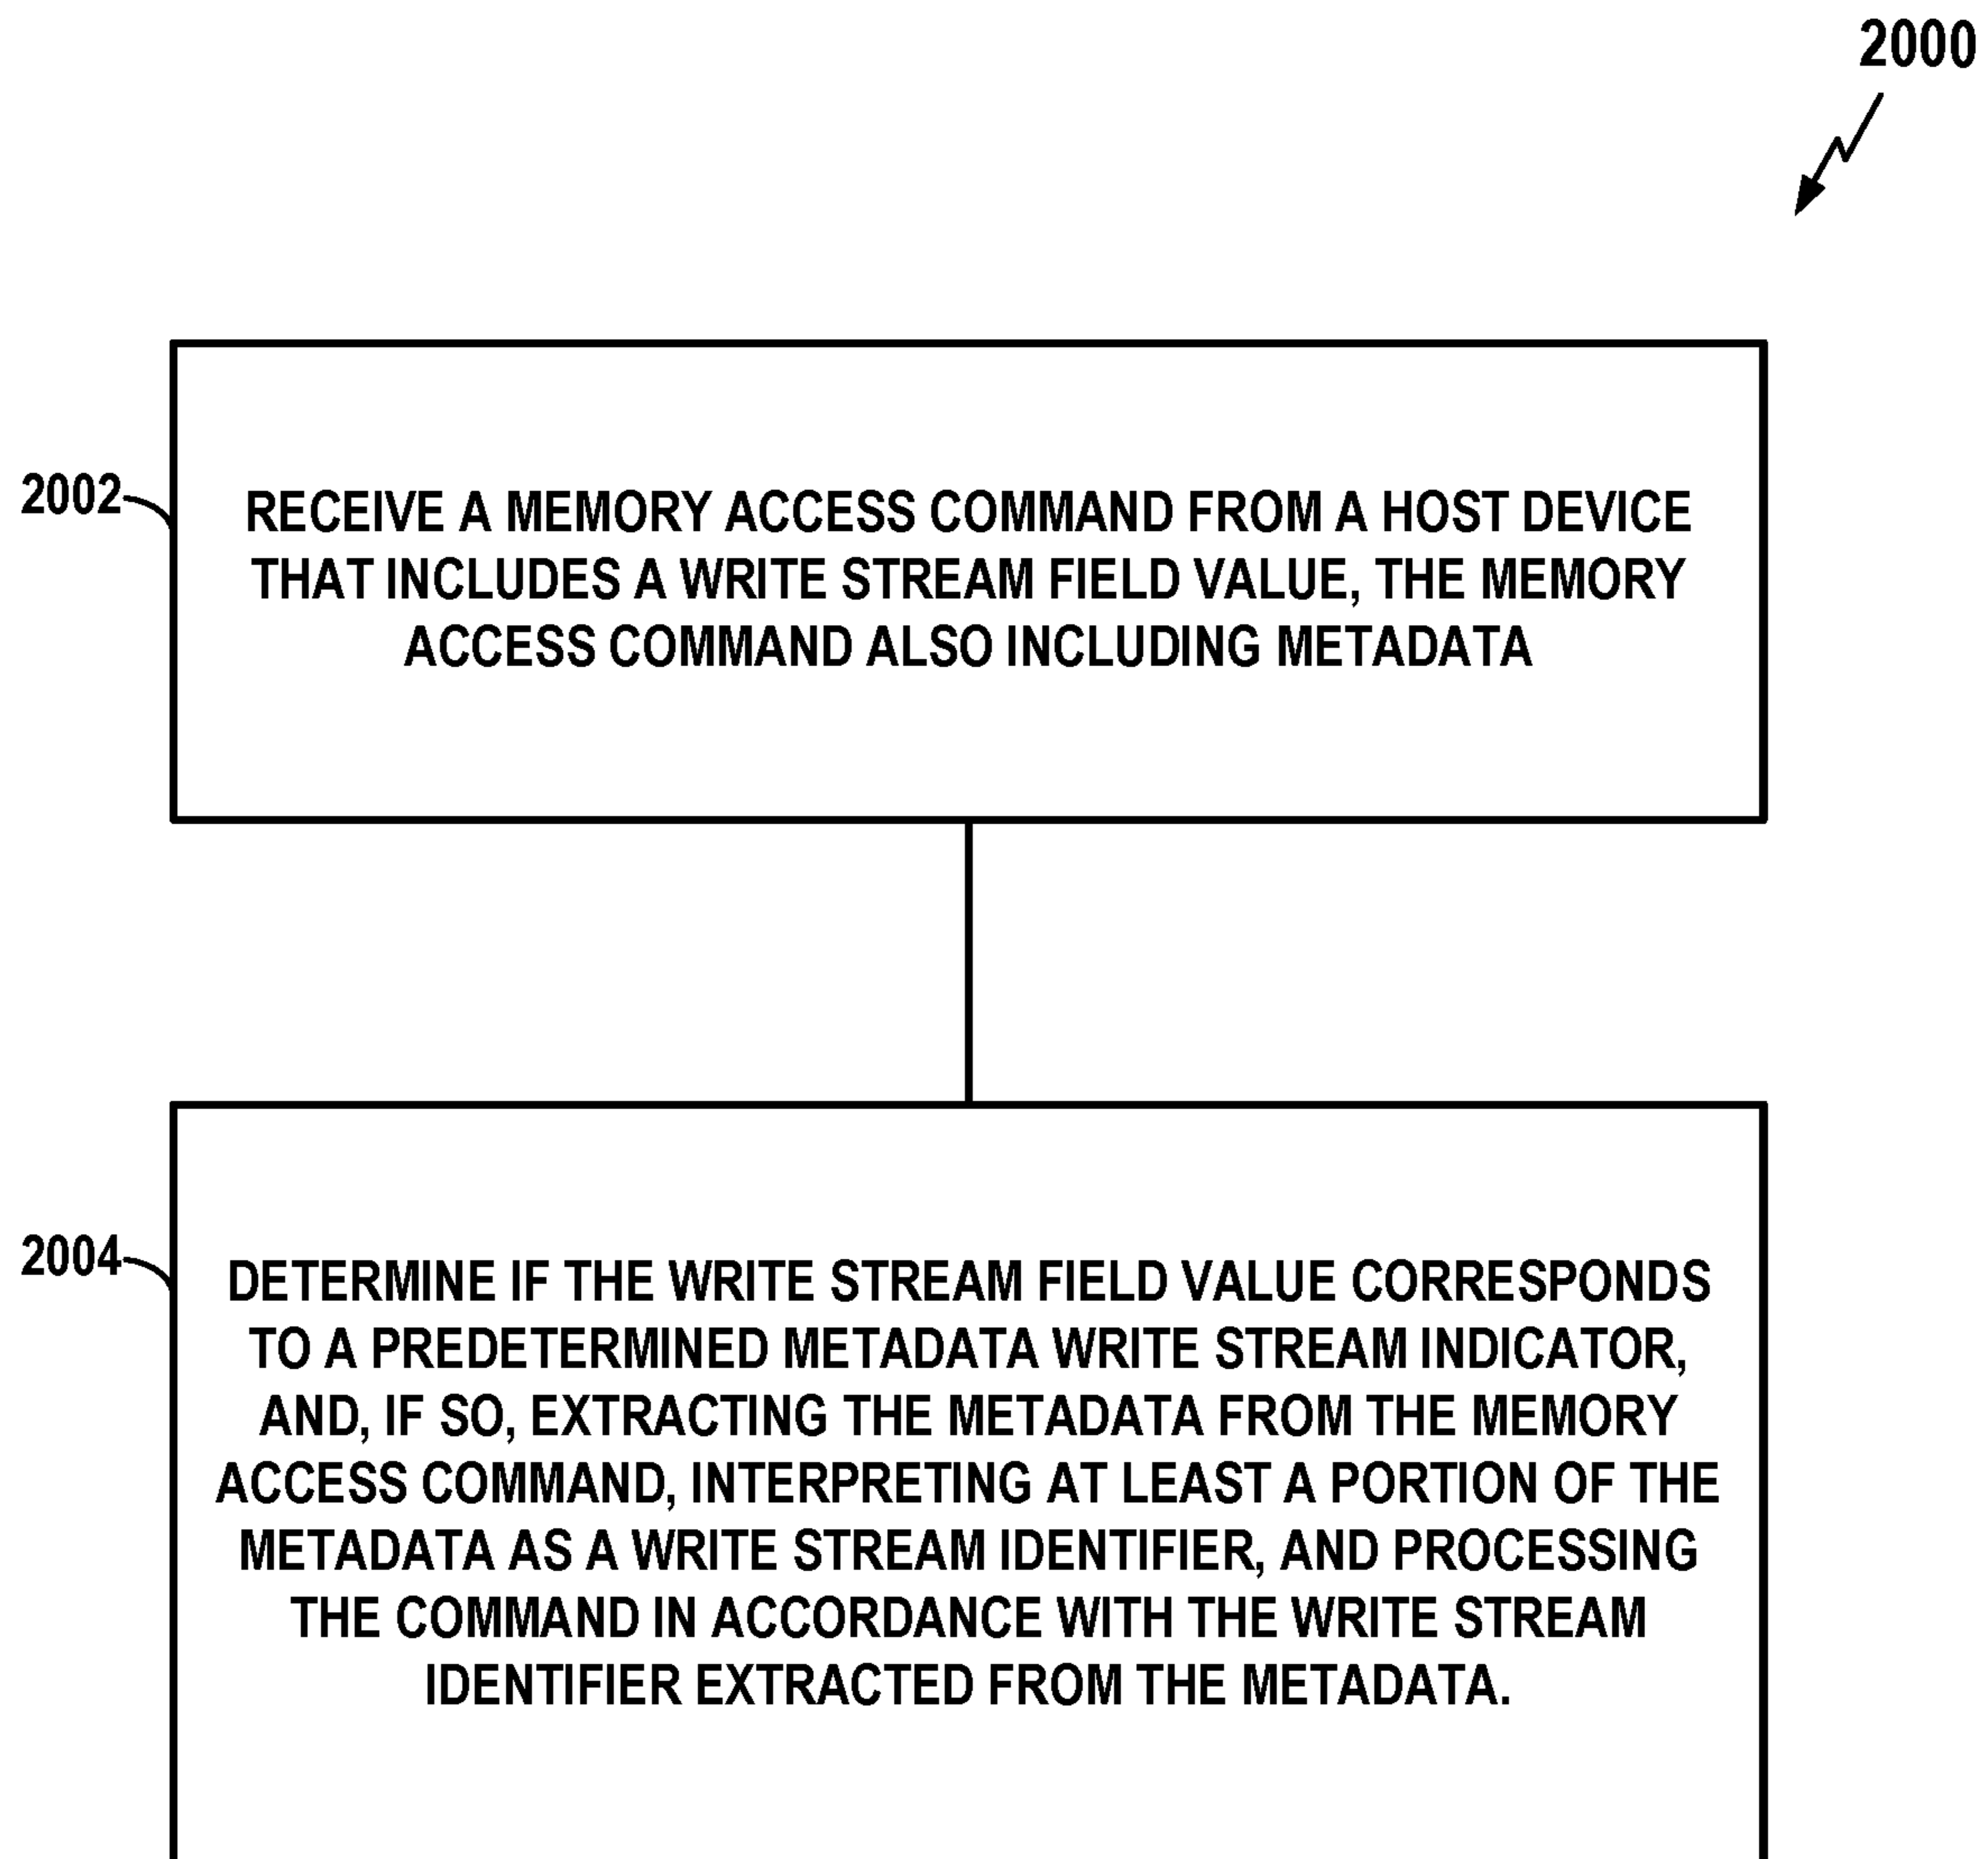 2000
2002
RECEIVE A MEMORY ACCESS COMMAND FROM A HOST DEVICE
THAT INCLUDES A WRITE STREAM FIELD VALUE, THE MEMORY
ACCESS COMMAND ALSO INCLUDING METADATA
2004
DETERMINE IF THE WRITE STREAM FIELD VALUE CORRESPONDS
TO A PREDETERMINED METADATA WRITE STREAM INDICATOR,
AND, IF SO, EXTRACTING THE METADATA FROM THE MEMORY
ACCESS COMMAND, INTERPRETING AT LEAST A PORTION OF THE
METADATA AS A WRITE STREAM IDENTIFIER, AND PROCESSING
THE COMMAND IN ACCORDANCE WITH THE WRITE STREAM
IDENTIFIER EXTRACTED FROM THE METADATA.